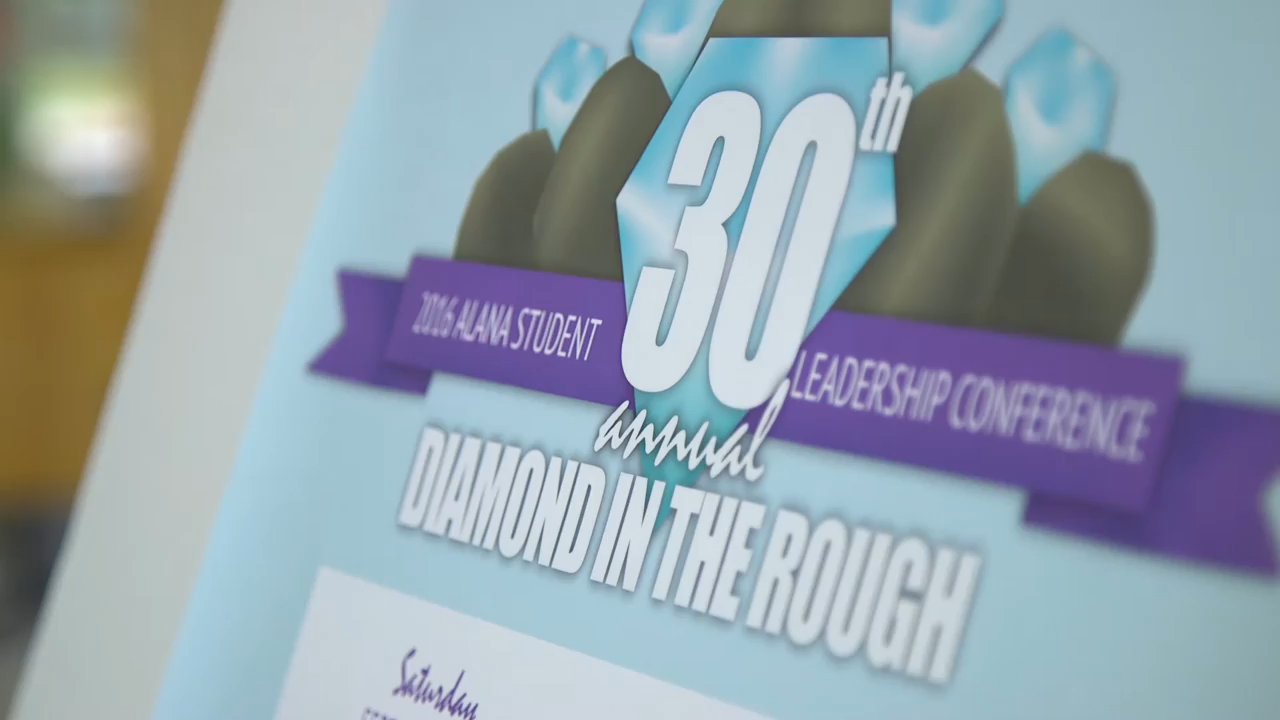 30th
2016 ALANA STUDENT
LEADERSHIP CONFERENCE
annual
DIAMOND IN THE ROUGH
Saturday